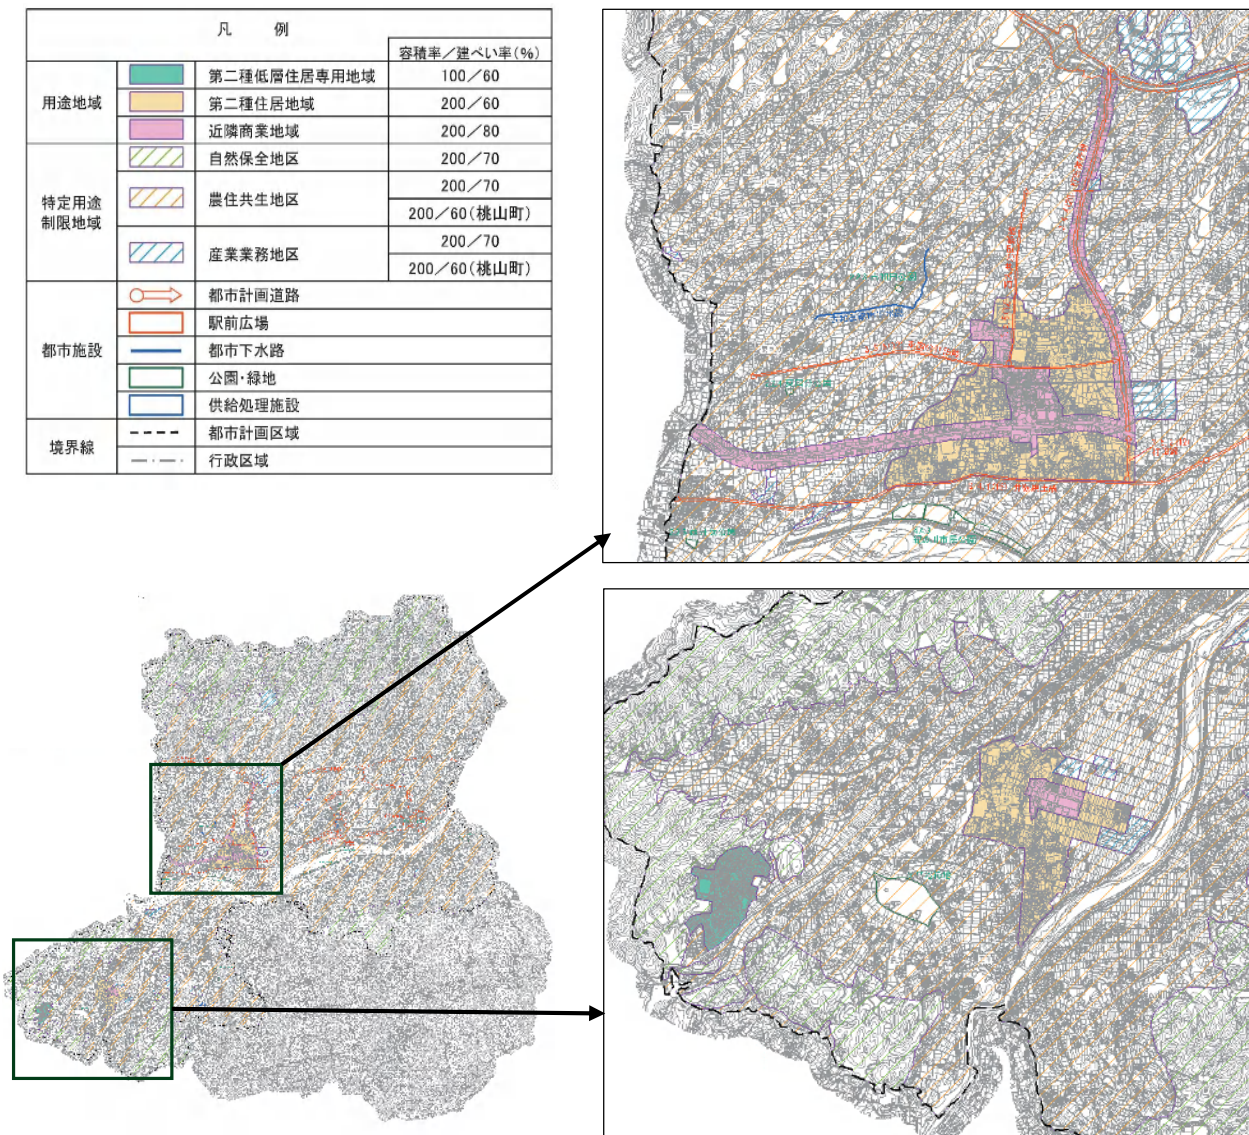 凡 例
容積率／建ぺい率(%)
用途地域
第二種低層住居専用地域 100／60
第二種住居地域 200／60
近隣商業地域 200／80
特定用途
制限地域
自然保全地区 200／70
農住共生地区 200／70
200／60(桃山町)
産業業務地区 200／70
200／60(桃山町)
都市施設
都市計画道路
駅前広場
都市下水路
公園・緑地
供給処理施設
境界線
都市計画区域
行政区域